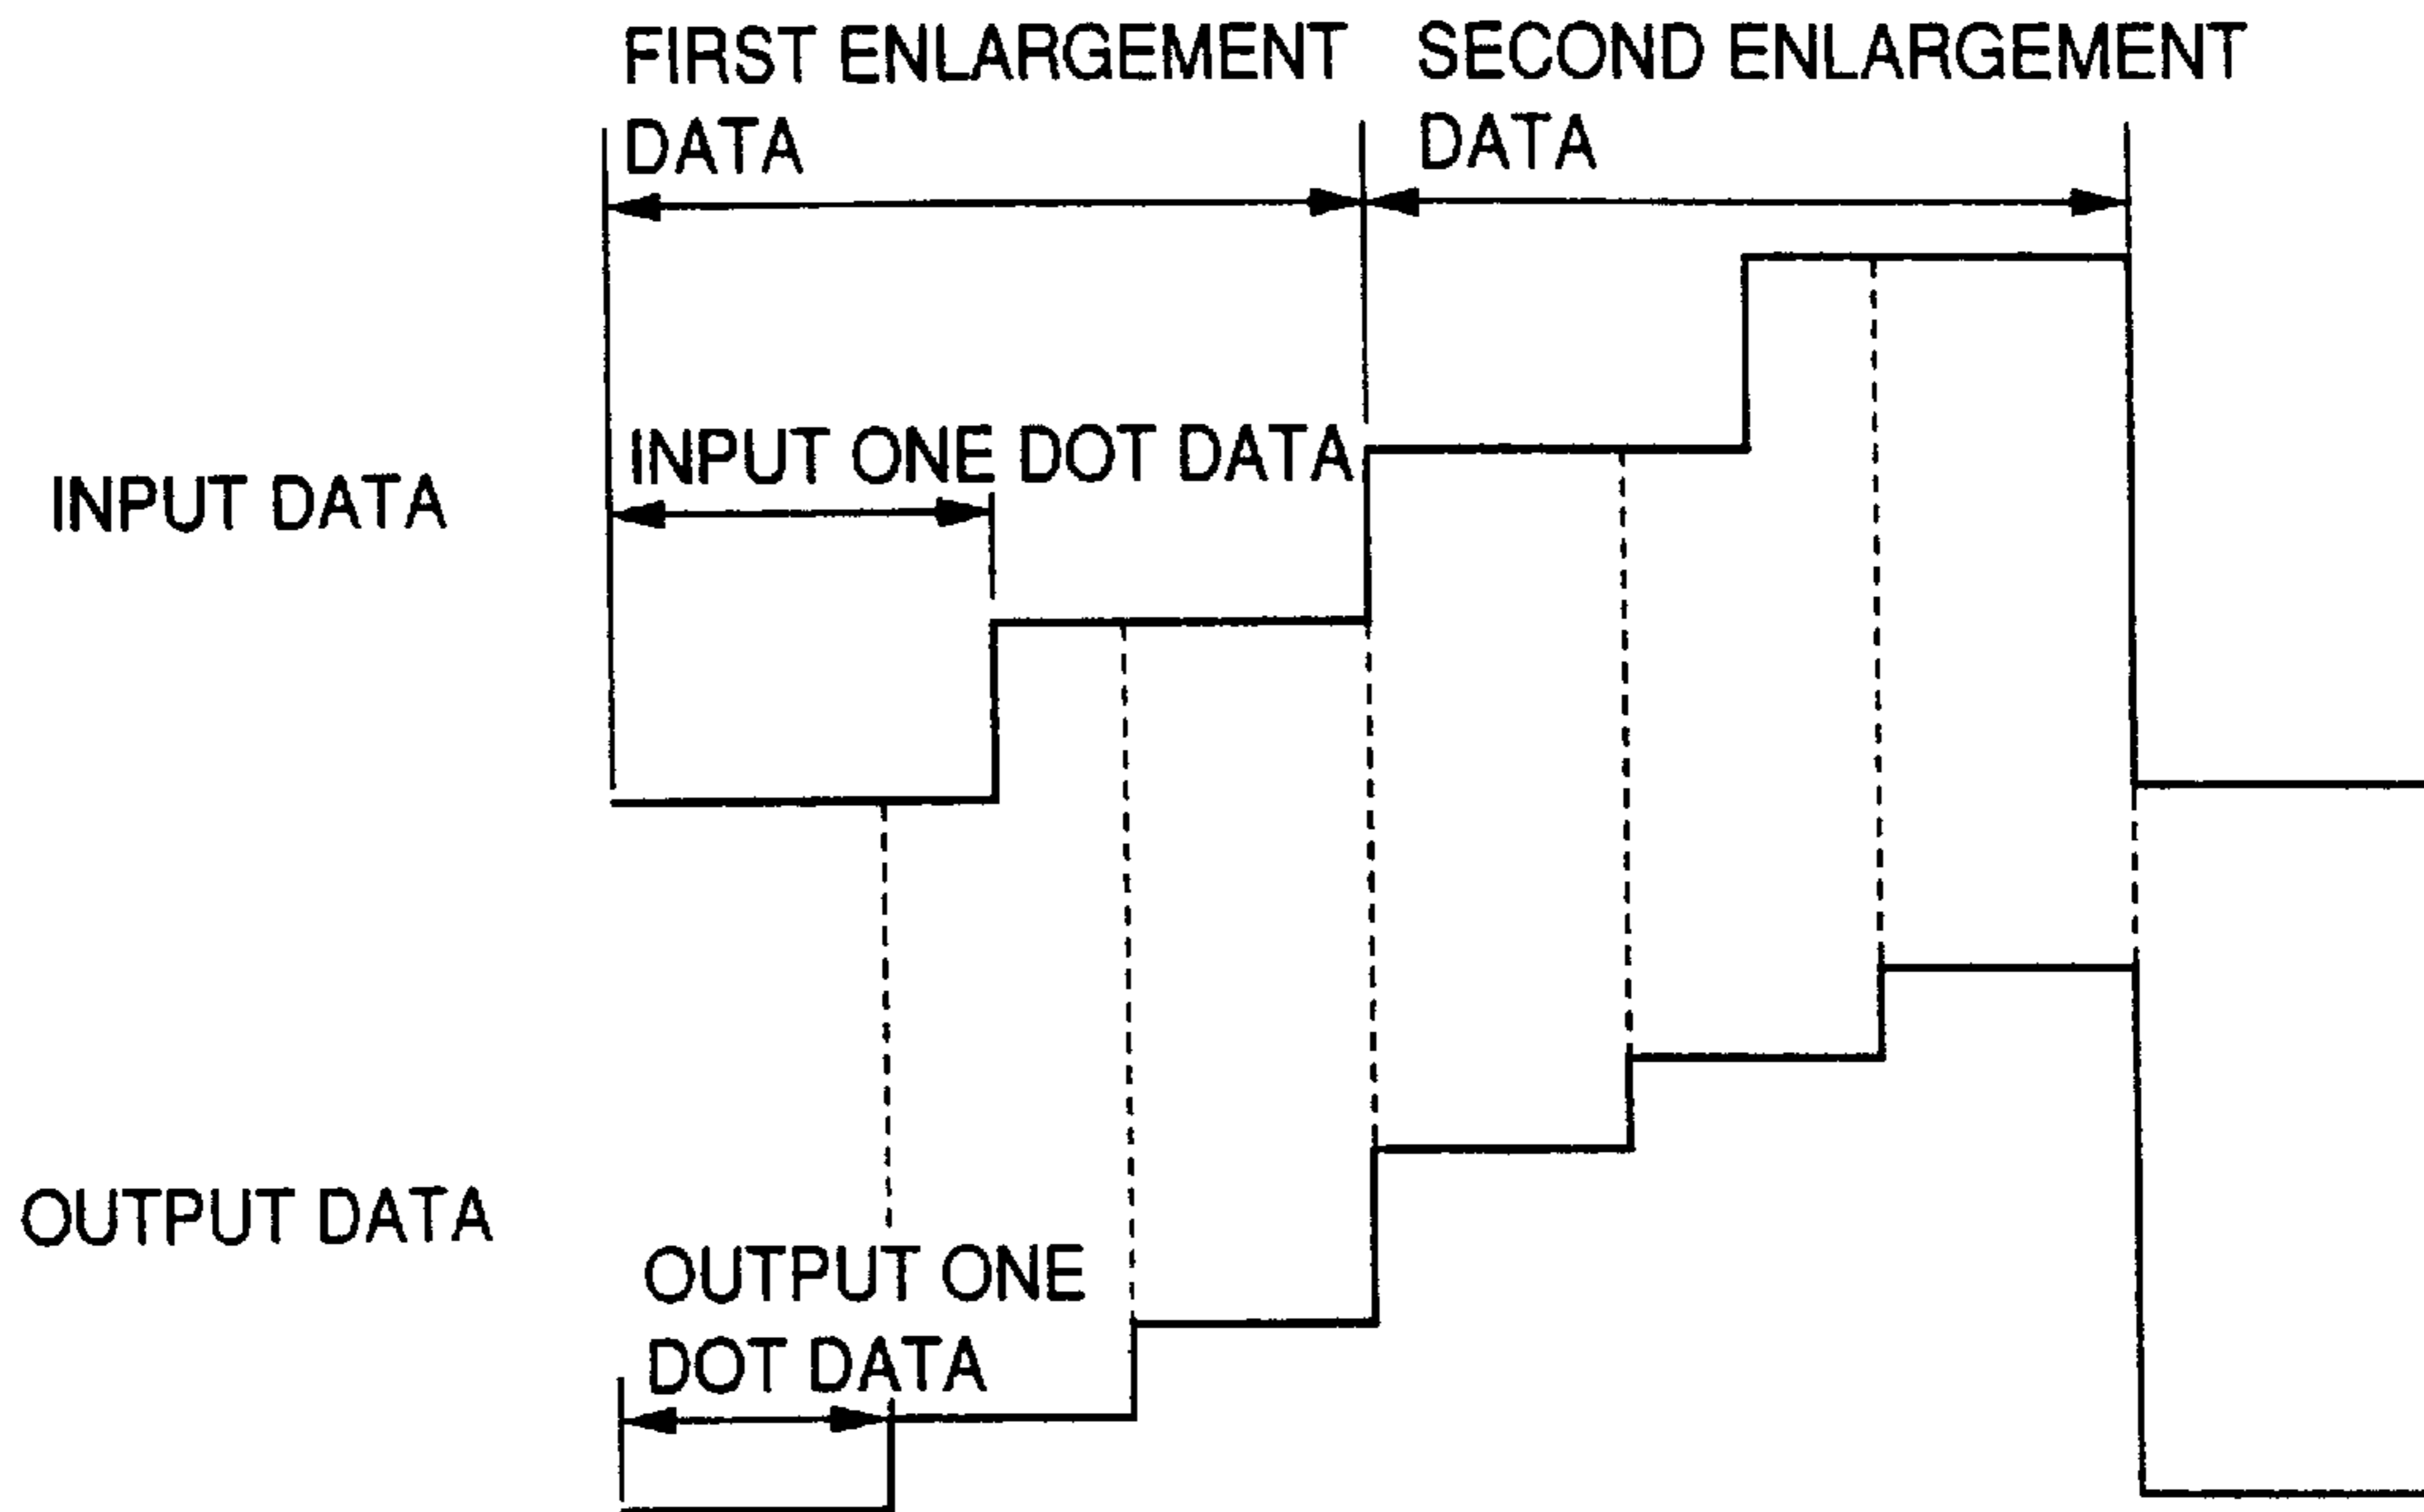 FIRST ENLARGEMENT
DATA
SECOND ENLARGEMENT
DATA
INPUT DATA
INPUT ONE DOT DATA
OUTPUT DATA
OUTPUT ONE
DOT DATA